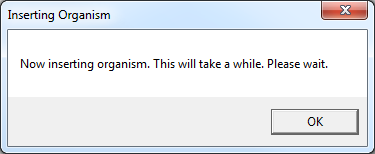 Inserting Organism
Now inserting organism. This will take a while. Please wait.
OK